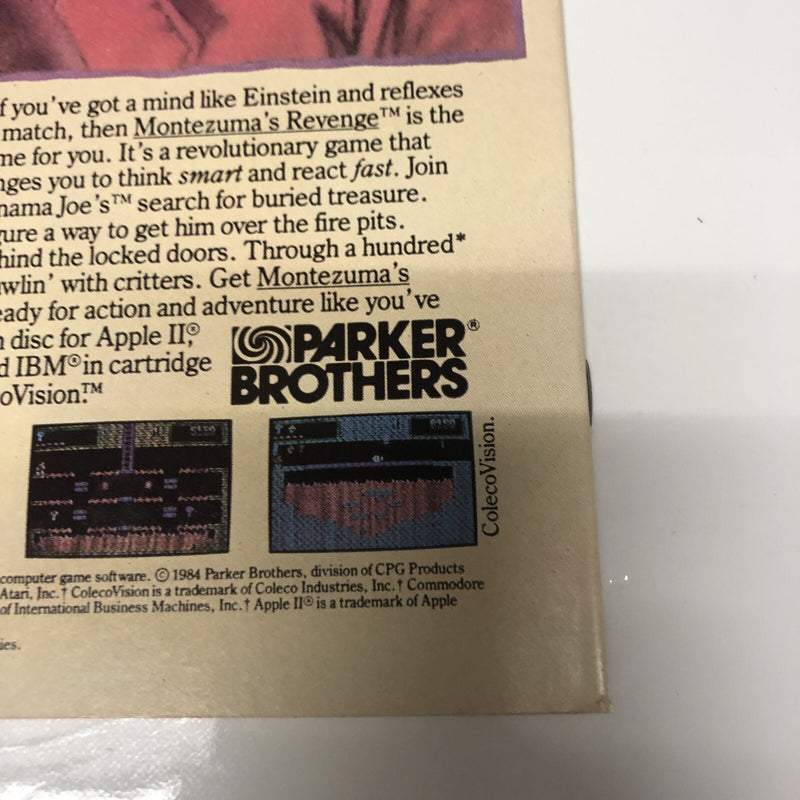 f you've got a mind like Einstein and reflexes
match, then Montezuma's Revenge™ is the
me for you. It's a revolutionary game that
nges you to think smart and react fast. Join
nama Joe's™ search for buried treasure.
gure a way to get him over the fire pits.
hind the locked doors. Through a hundred*
wlin' with critters. Get Montezuma's
eady for action and adventure like you've
n disc for Apple II,®
d IBM® in cartridge
oVision.™
PARKER®
BROTHERS
ColecoVision.
computer game software. © 1984 Parker Brothers, division of CPG Products
Atari, Inc.† ColecoVision is a trademark of Coleco Industries, Inc.† Commodore
of International Business Machines, Inc.† Apple II® is a trademark of Apple
ies.